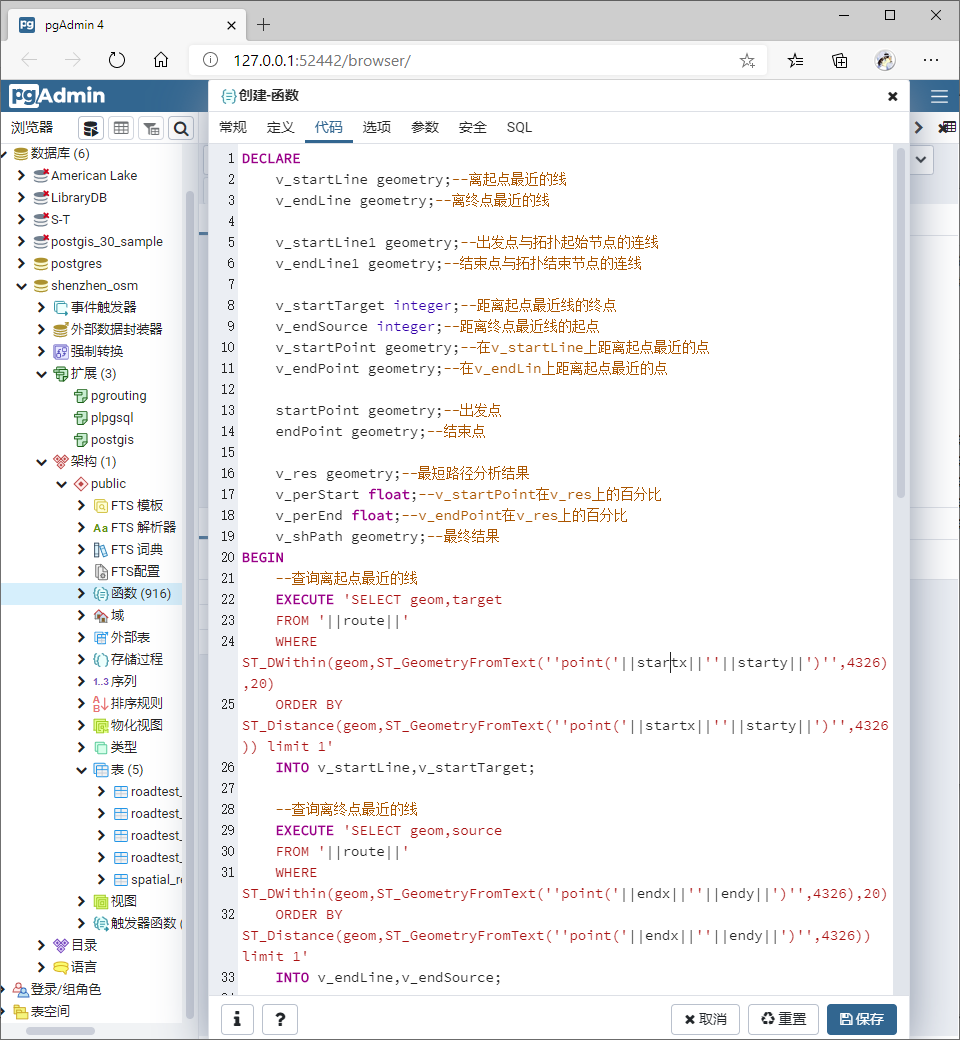 pgAdmin 4
127.0.0.1:52442/browser/
pgAdmin
浏览器
数据库 (6)
American Lake
LibraryDB
S-T
postgis_30_sample
postgres
shenzhen_osm
事件触发器
外部数据封装器
强制转换
扩展 (3)
pgrouting
plpgsql
postgis
架构 (1)
public
FTS 模板
FTS 解析器
FTS 词典
FTS配置
函数 (916)
域
外部表
存储过程
1..3 序列
排序规则
物化视图
类型
表 (5)
roadtest_
roadtest_
roadtest_
roadtest_
spatial_re
视图
触发器函数 (
目录
语言
登录/组角色
表空间
创建-函数
常规 定义 代码 选项 参数 安全 SQL
1 DECLARE
2 v_startLine geometry;--离起点最近的线
3 v_endLine geometry;--离终点最近的线
4
5 v_startLine1 geometry;--出发点与拓扑起始节点的连线
6 v_endLine1 geometry;--结束点与拓扑结束节点的连线
7
8 v_startTarget integer;--距离起点最近线的终点
9 v_endSource integer;--距离终点最近线的起点
10 v_startPoint geometry;--在v_startLine上距离起点最近的点
11 v_endPoint geometry;--在v_endLin上距离起点最近的点
12
13 startPoint geometry;--出发点
14 endPoint geometry;--结束点
15
16 v_res geometry;--最短路径分析结果
17 v_perStart float;--v_startPoint在v_res上的百分比
18 v_perEnd float;--v_endPoint在v_res上的百分比
19 v_shPath geometry;--最终结果
20 BEGIN
21 --查询离起点最近的线
22 EXECUTE 'SELECT geom,target
23 FROM '||route||'
24 WHERE
ST_DWithin(geom,ST_GeometryFromText(''point('||startx||''||starty||')'',4326)
,20)
25 ORDER BY
ST_Distance(geom,ST_GeometryFromText(''point('||startx||''||starty||')'',4326
)) limit 1'
26 INTO v_startLine,v_startTarget;
27
28 --查询离终点最近的线
29 EXECUTE 'SELECT geom,source
30 FROM '||route||'
31 WHERE
ST_DWithin(geom,ST_GeometryFromText(''point('||endx||''||endy||')'',4326),20)
32 ORDER BY
ST_Distance(geom,ST_GeometryFromText(''point('||endx||''||endy||')'',4326))
limit 1'
33 INTO v_endLine,v_endSource;
i ? 取消 重置 保存